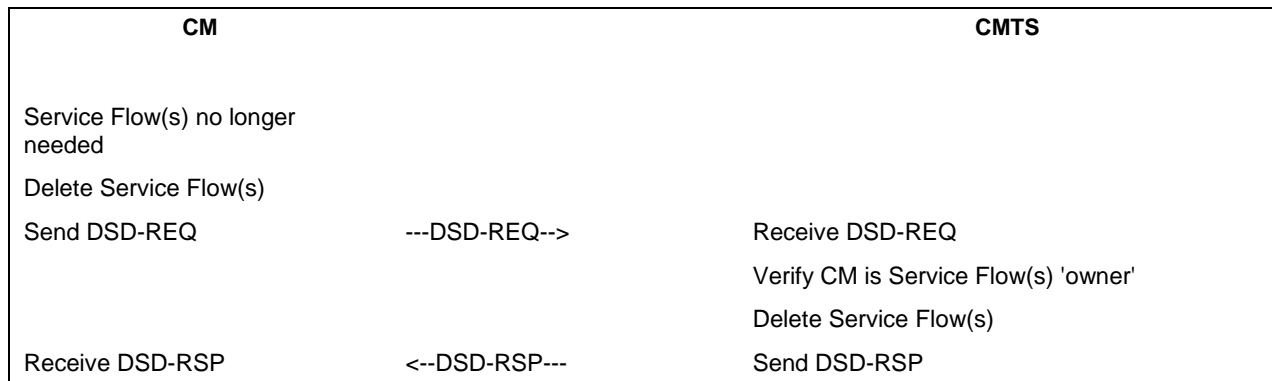 CM CMTS
Service Flow(s) no longer
needed
Delete Service Flow(s)
Send DSD-REQ ---DSD-REQ--> Receive DSD-REQ
Verify CM is Service Flow(s) 'owner'
Delete Service Flow(s)
Receive DSD-RSP <--DSD-RSP--- Send DSD-RSP